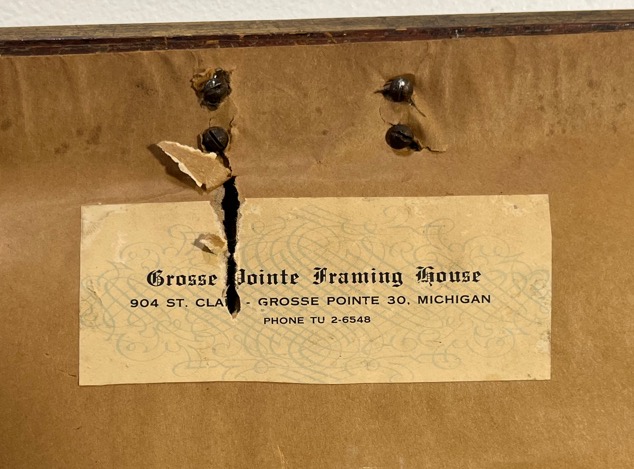 Grosse Pointe Framing House
904 ST. CLA - GROSSE POINTE 30, MICHIGAN
PHONE TU 2-6548